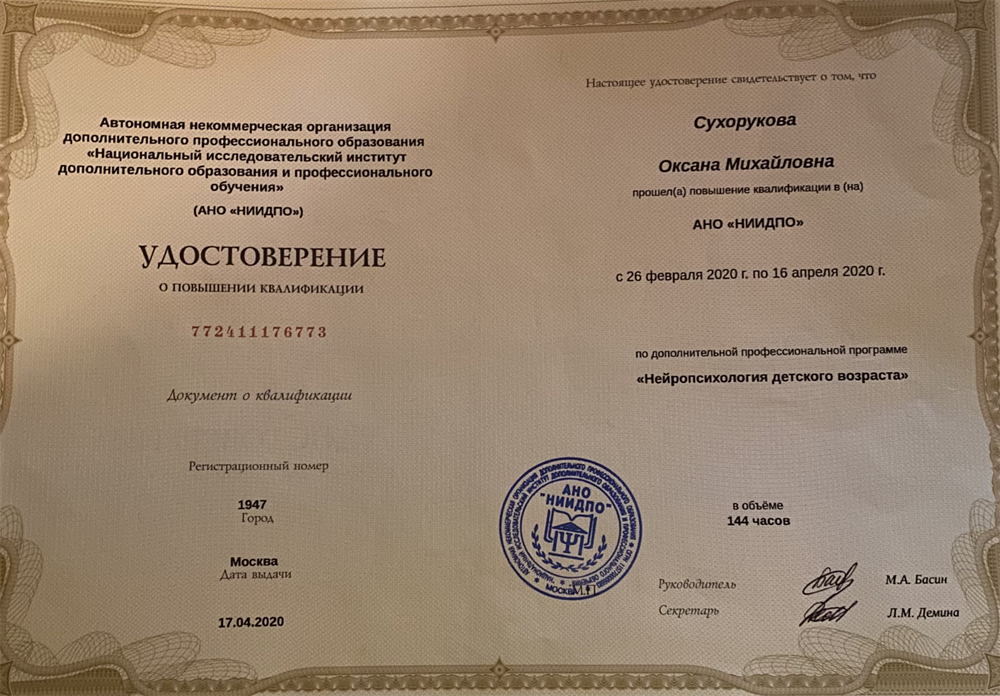 Автономная некоммерческая организация
дополнительного профессионального образования
«Национальный исследовательский институт
дополнительного образования и профессионального
обучения»
(АНО «НИИДПО»)
УДОСТОВЕРЕНИЕ
О ПОВЫШЕНИИ КВАЛИФИКАЦИИ
772411176773
Документ о квалификации
Регистрационный номер
1947
Город
Москва
Дата выдачи
17.04.2020
Настоящее удостоверение свидетельствует о том, что
Сухорукова
Оксана Михайловна
прошел(а) повышение квалификации в (на)
АНО «НИИДПО»
с 26 февраля 2020 г. по 16 апреля 2020 г.
по дополнительной профессиональной программе
«Нейропсихология детского возраста»
в объёме
144 часов
АНО
"НИИДПО"
МОСКВА
Руководитель
М.А. Басин
Секретарь
Л.М. Демина